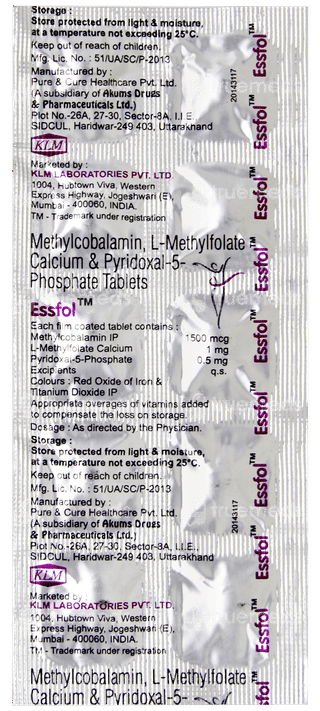 Storage :
Store protected from light & moisture,
at a temperature not exceeding 25°C.
Keep out of reach of children.
Mfg. Lic. No. : 51/UA/SC/P-2013
Manufactured by :
Pure & Cure Healthcare Pvt. Ltd.
(A subsidiary of Akums Drugs
& Pharmaceuticals Ltd.)
Plot No.-26A, 27-30, Sector-8A, I.I.E.
SIDCUL, Haridwar-249 403, Uttarakhand
KLM
Marketed by :
KLM LABORATORIES PVT. LTD.
1004, Hubtown Viva, Western
Express Highway, Jogeshwari (E),
Mumbai - 400060, INDIA.
TM - Trademark under registration
Methylcobalamin, L-Methylfolate
Calcium & Pyridoxal-5-
Phosphate Tablets
Essfol™
Each film coated tablet contains :
Methylcobalamin IP 1500 mcg
L-Methylfolate Calcium 1 mg
Pyridoxal-5-Phosphate 0.5 mg
Excipients q.s.
Colours : Red Oxide of Iron &
Titanium Dioxide IP
Appropriate overages of vitamins added
to compensate the loss on storage.
Dosage : As directed by the Physician.
Storage :
Store protected from light & moisture,
at a temperature not exceeding 25°C.
Keep out of reach of children.
Mfg. Lic. No. : 51/UA/SC/P-2013
Manufactured by :
Pure & Cure Healthcare Pvt. Ltd.
(A subsidiary of Akums Drugs
& Pharmaceuticals Ltd.)
Plot No.-26A, 27-30, Sector-8A, I.I.E.,
SIDCUL, Haridwar-249 403, Uttarakhand
KLM
Marketed by :
KLM LABORATORIES PVT. LTD.
1004, Hubtown Viva, Western
Express Highway, Jogeshwari (E),
Mumbai - 400060, INDIA.
TM - Trademark under registration
Methylcobalamin, L-Methylfolate
Calcium & Pyridoxal-5-
20143117
20143117
Essfol™
Essfol™
Essfol™
Essfol™
Essfol™
Essfol™
Essfol™
Essfol™